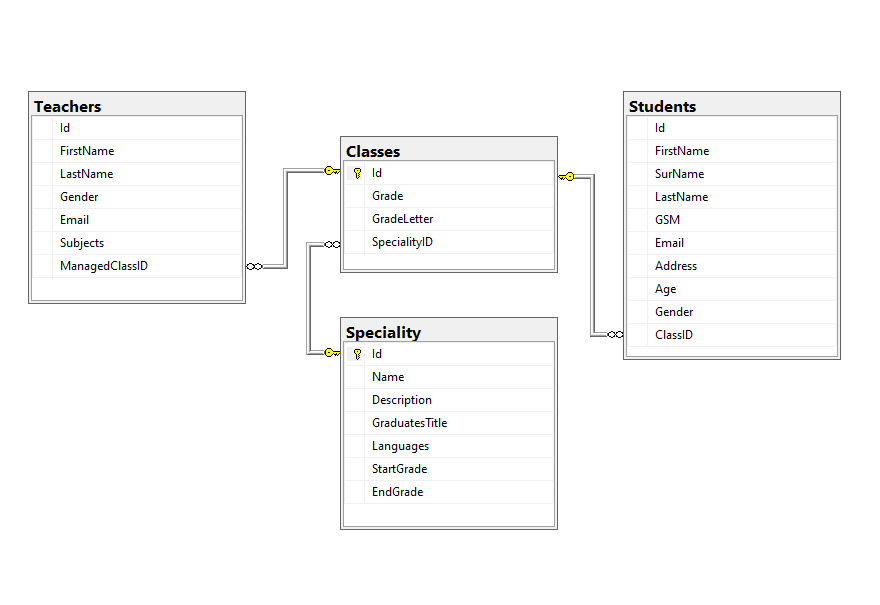 Teachers
Id
FirstName
LastName
Gender
Email
Subjects
ManagedClassID
Classes
Id
Grade
GradeLetter
SpecialityID
Speciality
Id
Name
Description
GraduatesTitle
Languages
StartGrade
EndGrade
Students
Id
FirstName
SurName
LastName
GSM
Email
Address
Age
Gender
ClassID